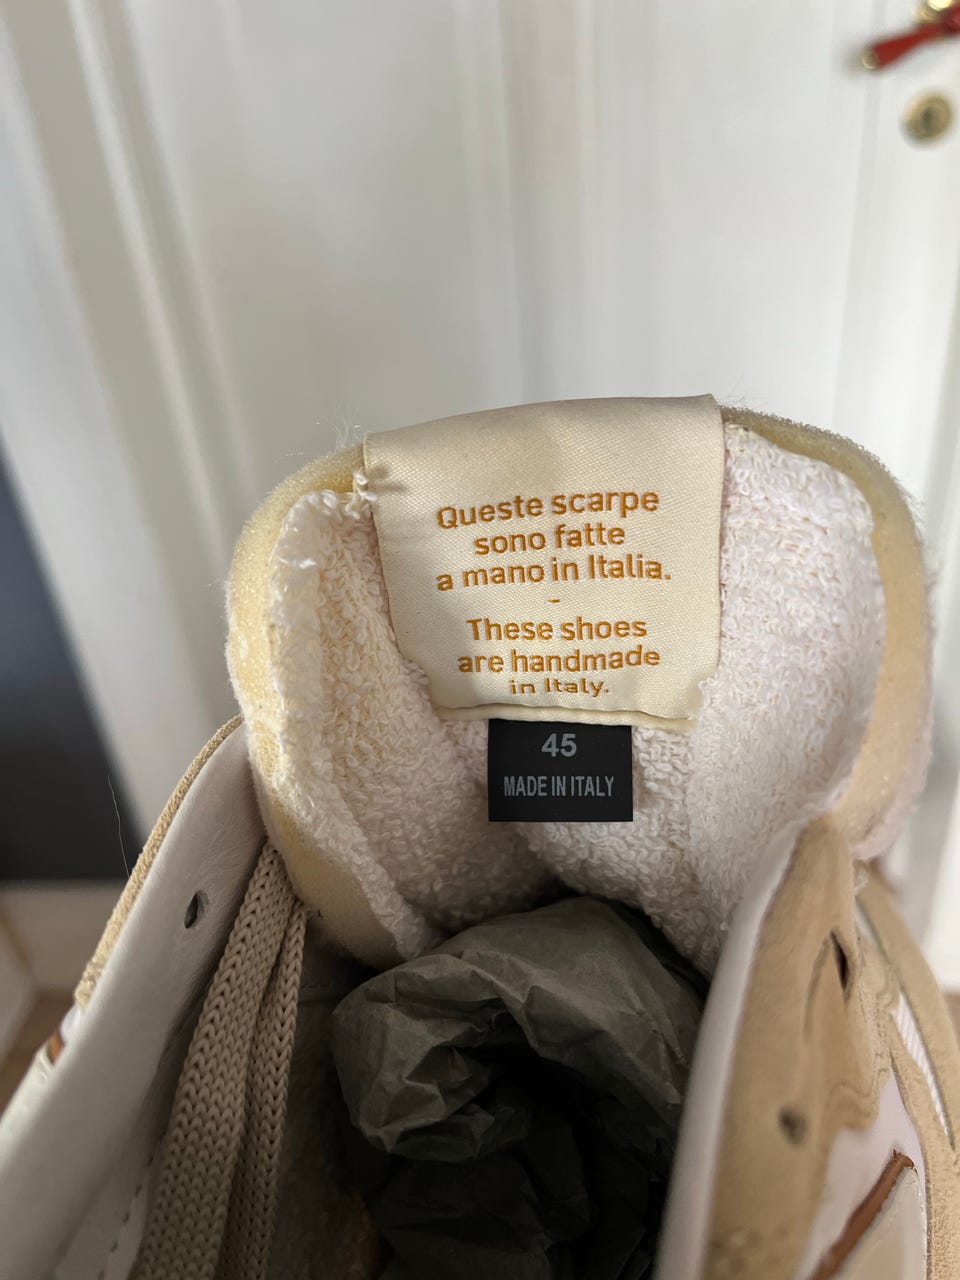 Queste scarpe
sono fatte
a mano in Italia.
-
These shoes
are handmade
in Italy.
45
MADE IN ITALY